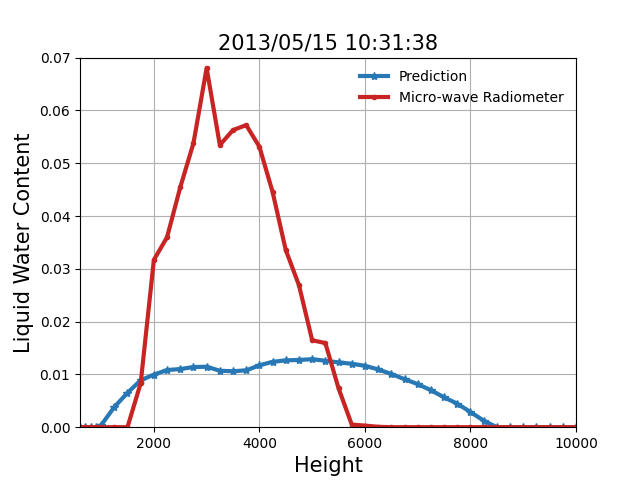 2013/05/15 10:31:38
Prediction
Micro-wave Radiometer
Liquid Water Content
0.07
0.06
0.05
0.04
0.03
0.02
0.01
0.00
2000 4000 6000 8000 10000
Height